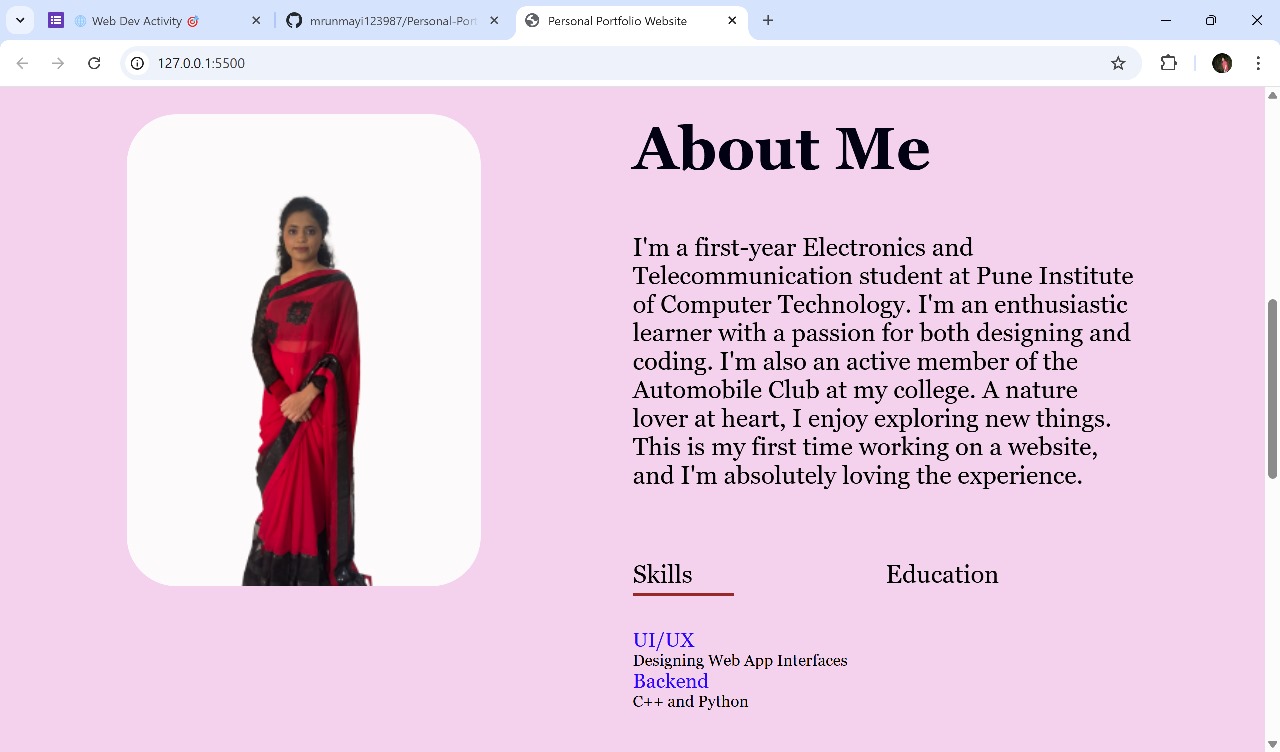 Web Dev Activity
mrunmayi123987/Personal-Port
Personal Portfolio Website
127.0.0.1:5500
About Me
I'm a first-year Electronics and
Telecommunication student at Pune Institute
of Computer Technology. I'm an enthusiastic
learner with a passion for both designing and
coding. I'm also an active member of the
Automobile Club at my college. A nature
lover at heart, I enjoy exploring new things.
This is my first time working on a website,
and I'm absolutely loving the experience.
Skills
Education
UI/UX
Designing Web App Interfaces
Backend
C++ and Python